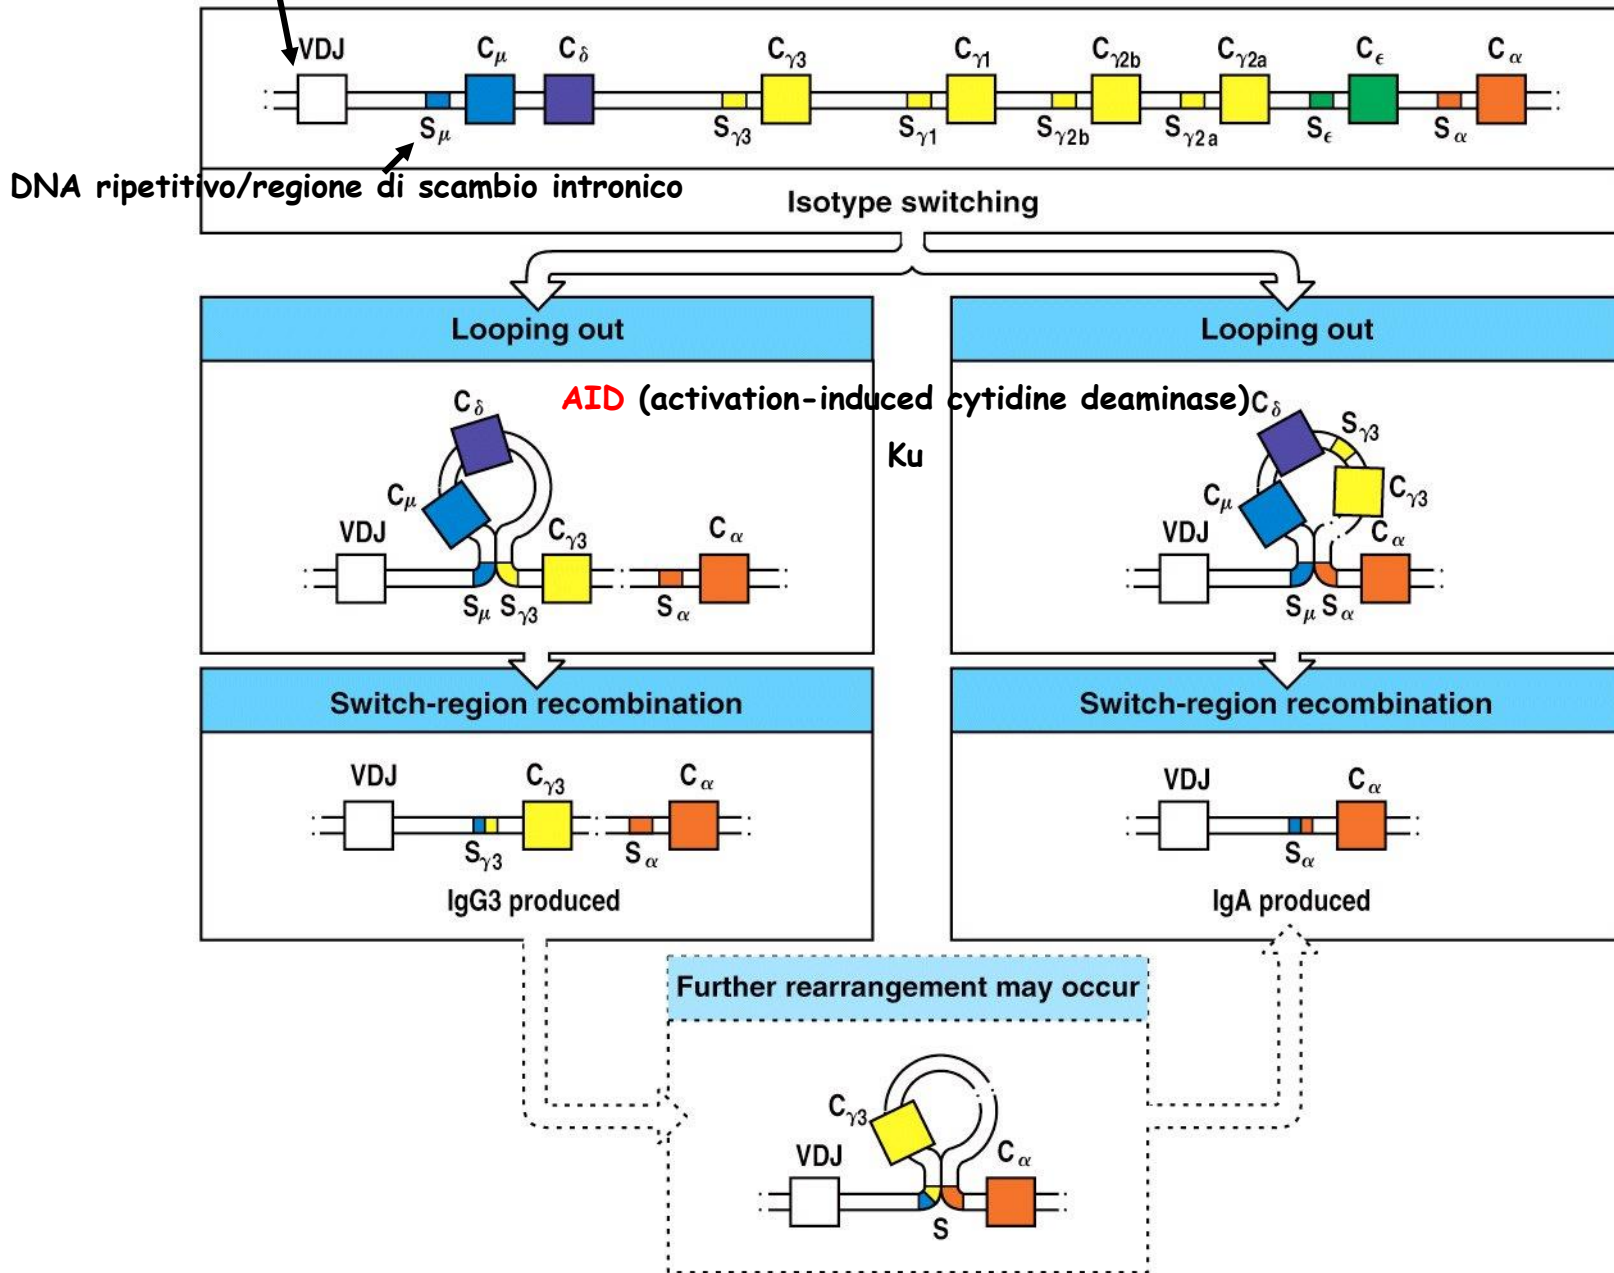 VDJ Cμ Cδ Cγ3 Cγ1 Cγ2b Cγ2a Cϵ Cα
Sμ Sγ3 Sγ1 Sγ2b Sγ2a Sϵ Sα
DNA ripetitivo/regione di scambio intronico
Isotype switching
Looping out
Cδ
Cμ
VDJ Cγ3 Cα
Sμ Sγ3 Sα
AID (activation-induced cytidine deaminase)
Ku
Looping out
Cδ Sγ3
Cμ Cγ3
VDJ Cα
Sμ Sα
Switch-region recombination
VDJ Cγ3 Cα
Sγ3 Sα
IgG3 produced
Switch-region recombination
VDJ Cα
Sα
IgA produced
Further rearrangement may occur
Cγ3
VDJ Cα
S